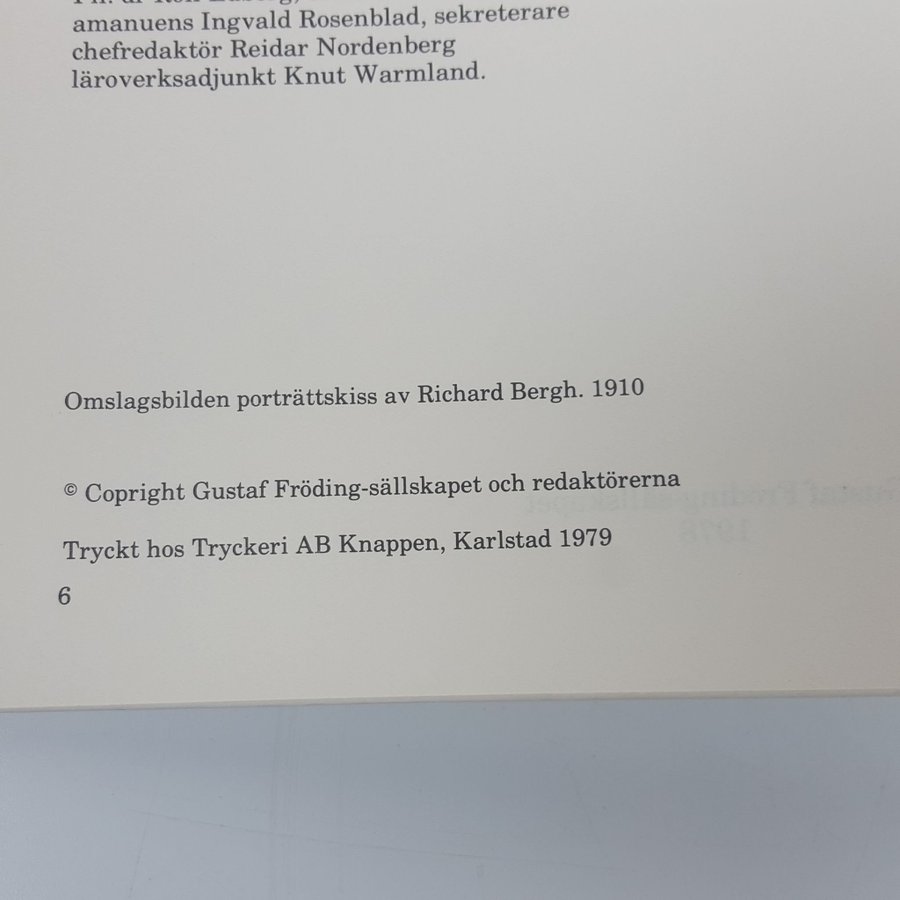 amanuens Ingvald Rosenblad, sekreterare
chefredaktör Reidar Nordenberg
läroverksadjunkt Knut Warmland.
Omslagsbilden porträttskiss av Richard Bergh. 1910
© Copright Gustaf Fröding-sällskapet och redaktörerna
Tryckt hos Tryckeri AB Knappen, Karlstad 1979
6